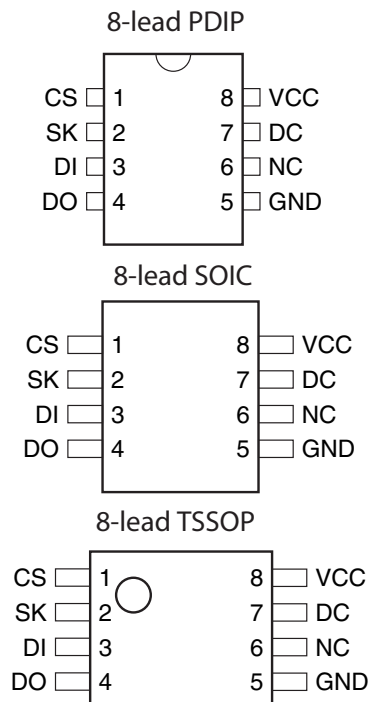 8-lead PDIP
CS 1 8 VCC
SK 2 7 DC
DI 3 6 NC
DO 4 5 GND
8-lead SOIC
CS 1 8 VCC
SK 2 7 DC
DI 3 6 NC
DO 4 5 GND
8-lead TSSOP
CS 1 8 VCC
SK 2 7 DC
DI 3 6 NC
DO 4 5 GND